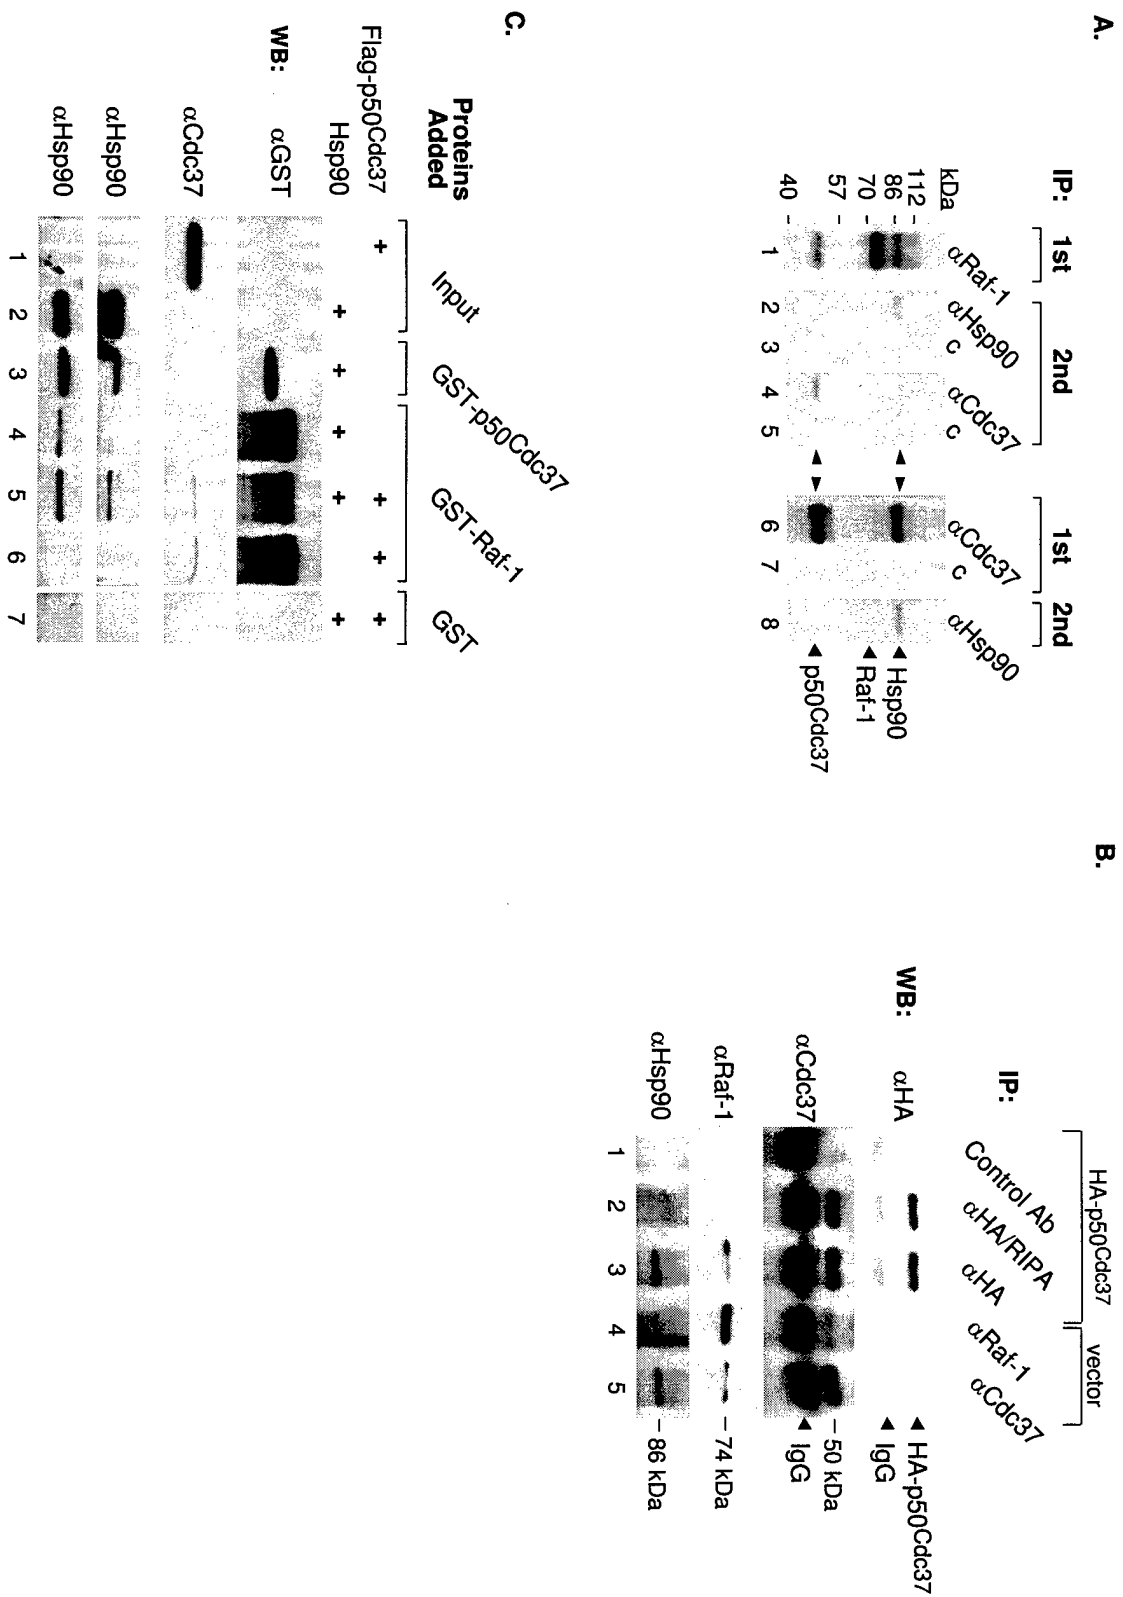 A.
IP: 1st 2nd 1st 2nd
αRaf-1 αHsp90 c αCdc37 c αCdc37 c αHsp90
kDa
112 -
86 -
70 -
57 -
40 -
Hsp90
Raf-1
p50Cdc37
1 2 3 4 5 6 7 8
B.
HA-p50Cdc37 vector
IP: Control Ab αHA/RIPA αHA αRaf-1 αCdc37
WB: αHA
HA-p50Cdc37
IgG
αCdc37
– 50 kDa
IgG
αRaf-1 – 74 kDa
αHsp90 – 86 kDa
1 2 3 4 5
C.
Proteins Added
Input GST-p50Cdc37 GST-Raf-1 GST
Flag-p50Cdc37 + + + +
Hsp90 + + + + +
WB: αGST
αCdc37
αHsp90
αHsp90
1 2 3 4 5 6 7